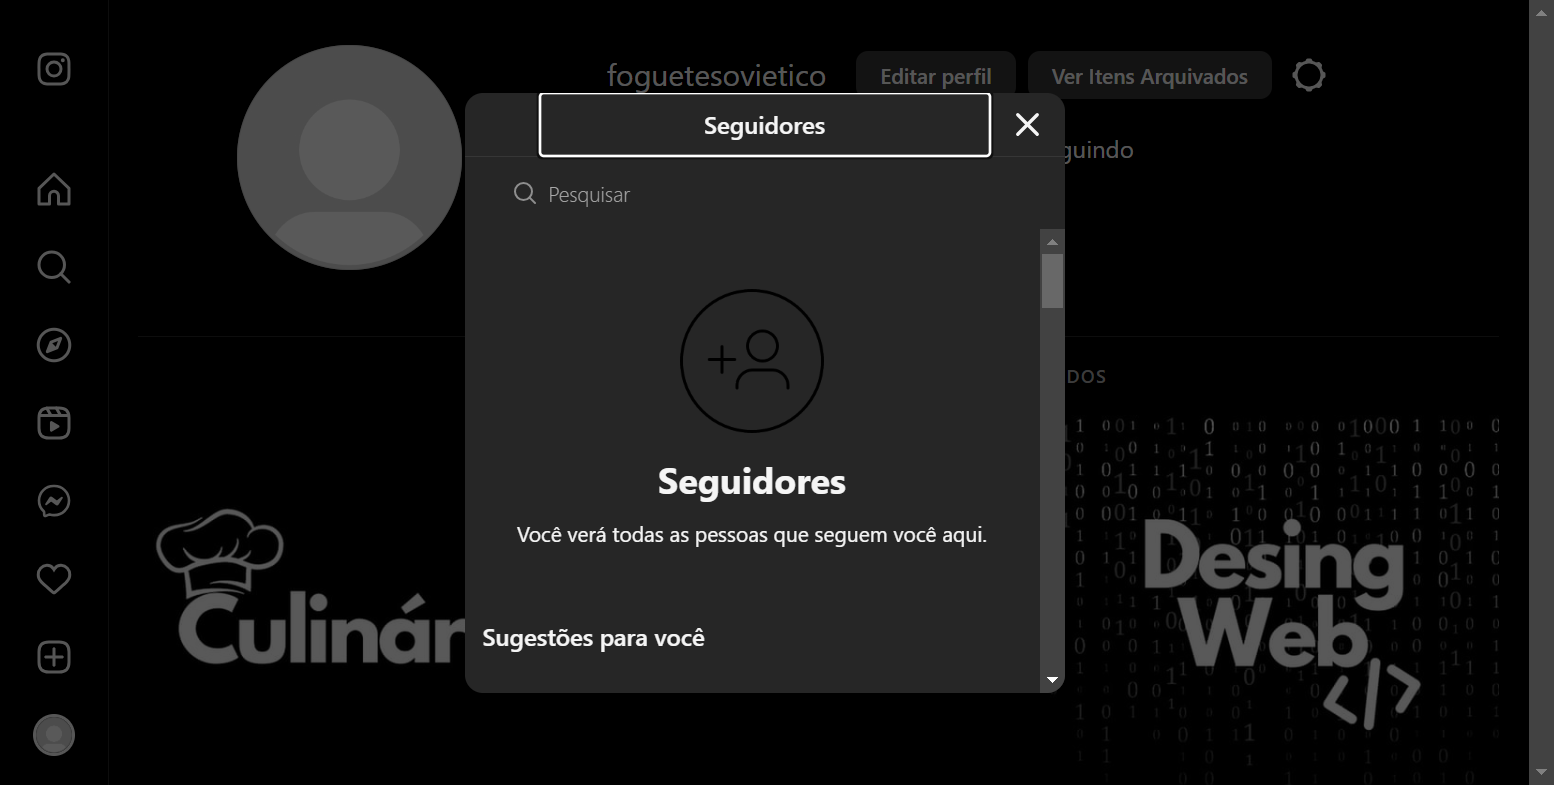 foguetesovietico
Editar perfil
Ver Itens Arquivados
Seguidores
guindo
Pesquisar
DOS
Seguidores
Você verá todas as pessoas que seguem você aqui.
Sugestões para você
Culinár
Desing
Web
</>